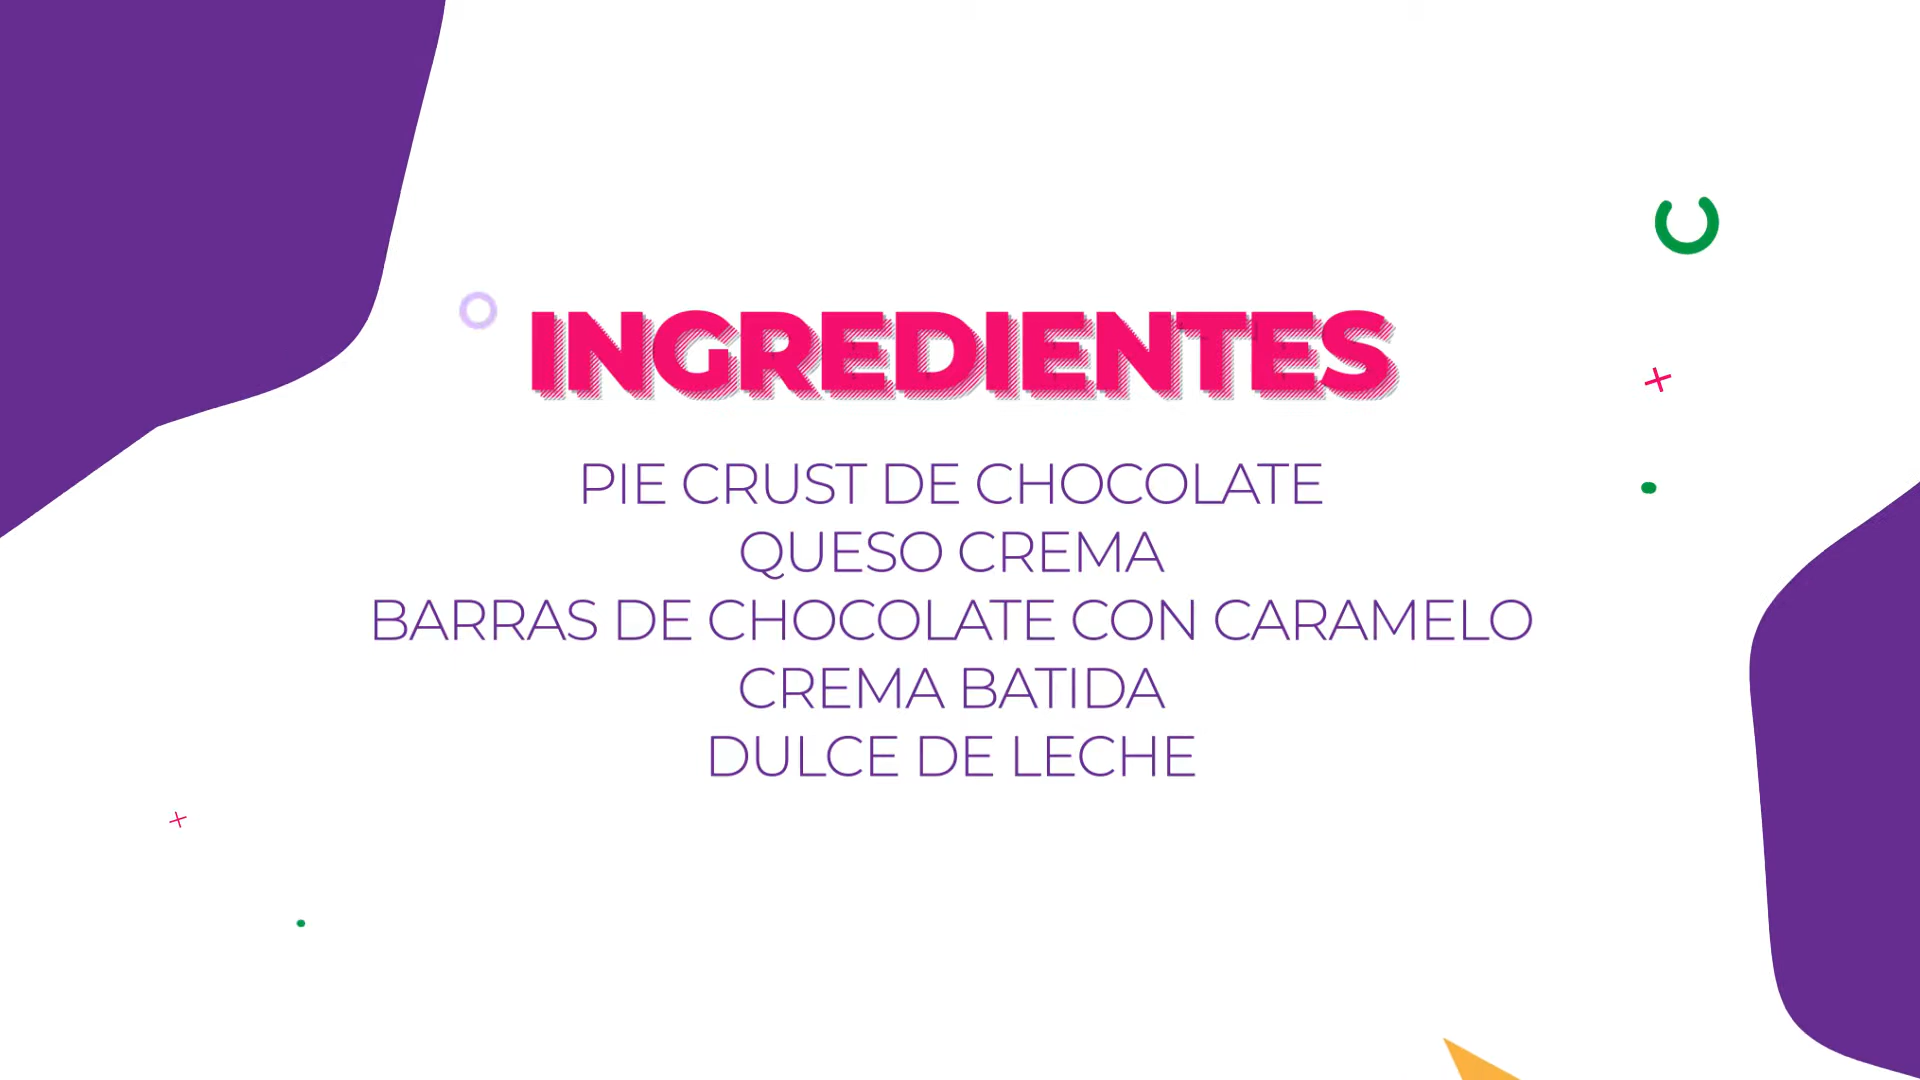 INGREDIENTES
PIE CRUST DE CHOCOLATE
QUESO CREMA
BARRAS DE CHOCOLATE CON CARAMELO
CREMA BATIDA
DULCE DE LECHE